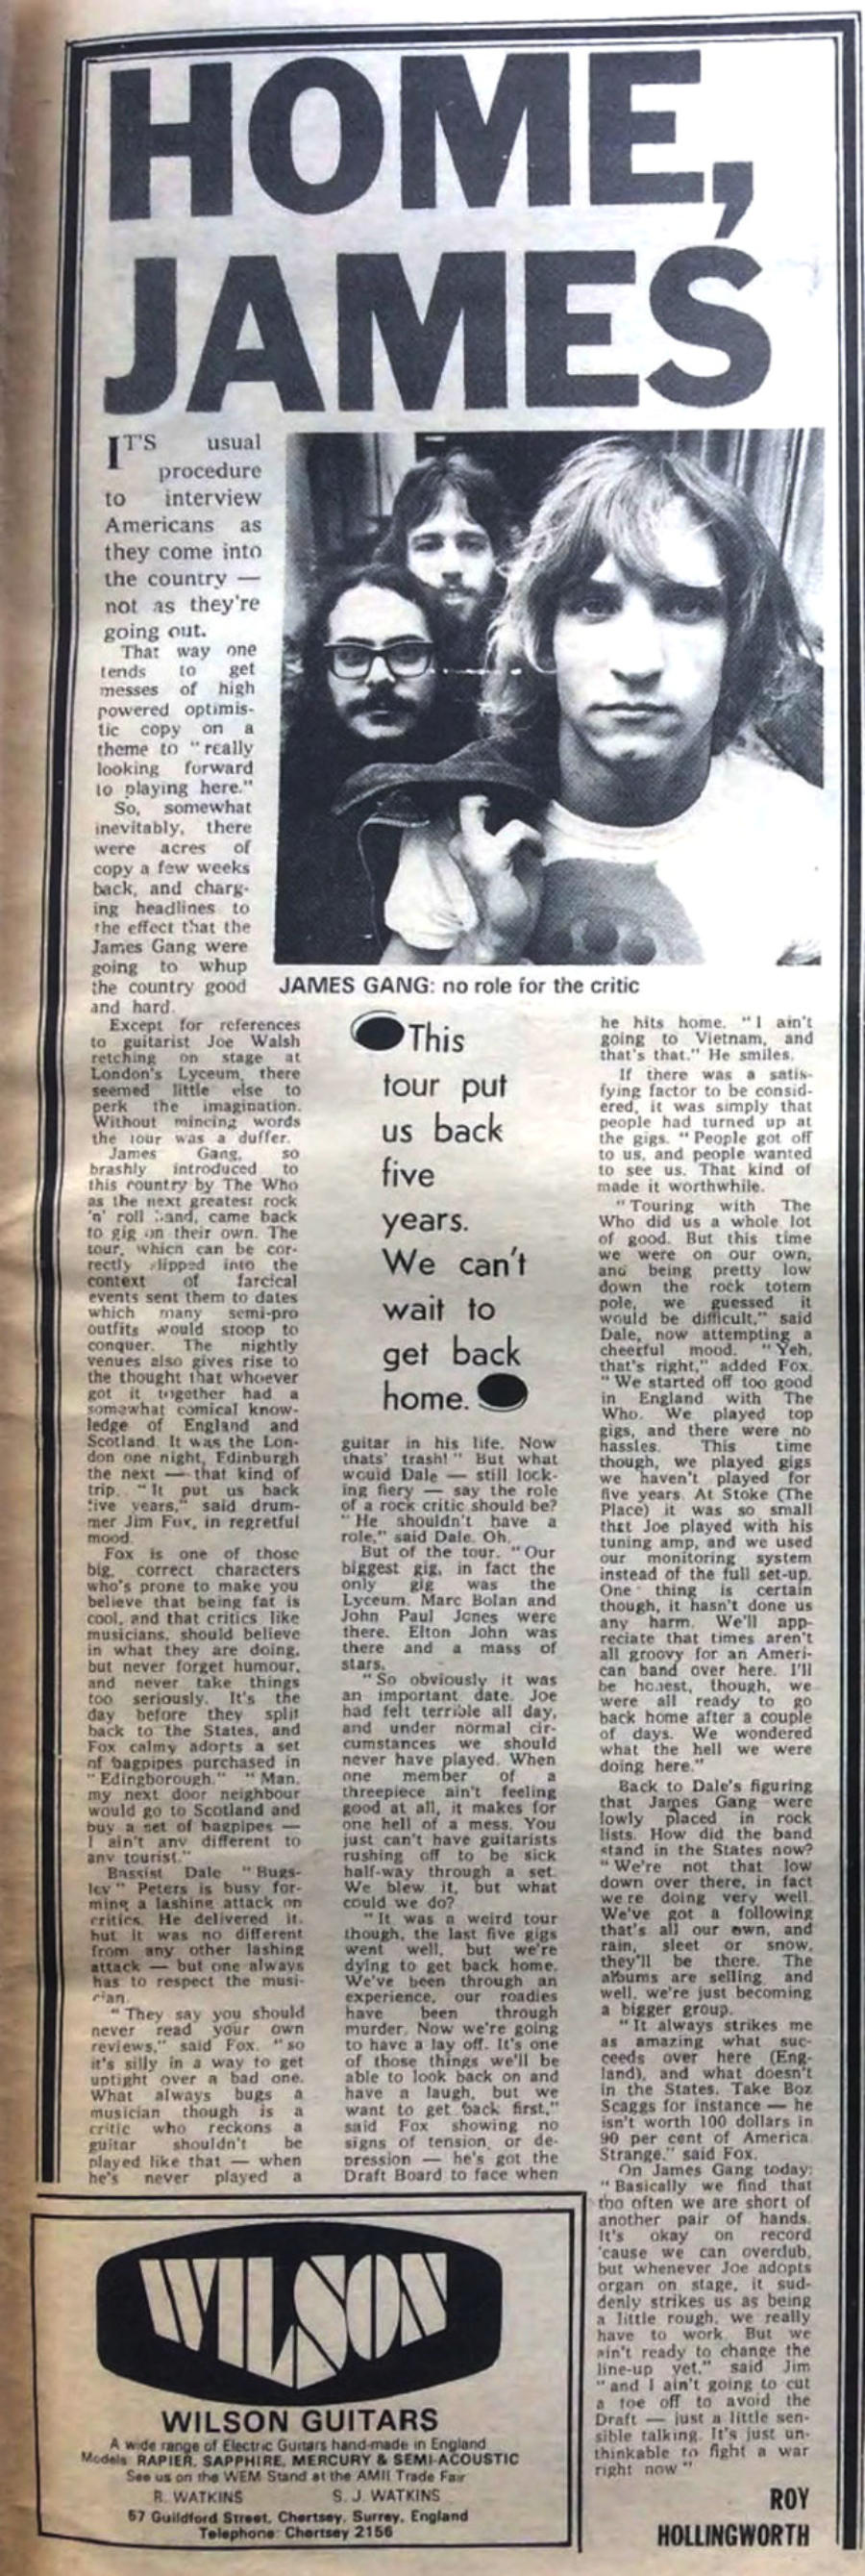 HOME,
JAMES
IT'S usual
procedure
to interview
Americans as
they come into
the country —
not as they're
going out.
That way one
tends to get
messes of high
powered optimis-
tic copy on a
theme to "really
looking forward
to playing here."
So, somewhat
inevitably, there
were acres of
copy a few weeks
back, and charg-
ing headlines to
the effect that the
James Gang were
going to whup
the country good
and hard.
JAMES GANG: no role for the critic
Except for references
to guitarist Joe Walsh
retching on stage at
London's Lyceum, there
seemed little else to
perk the imagination.
Without mincing words
the tour was a duffer.
James Gang, so
brashly introduced to
this country by The Who
as the next greatest rock
'n' roll band, came back
to gig on their own. The
tour, which can be cor-
rectly slipped into the
context of farcical
events sent them to dates
which many semi-pro
outfits would stoop to
conquer. The nightly
venues also gives rise to
the thought that whoever
got it together had a
somewhat comical know-
ledge of England and
Scotland. It was the Lon-
don one night, Edinburgh
the next — that kind of
trip. "It put us back
five years," said drum-
mer Jim Fox, in regretful
mood.
Fox is one of those
big, correct characters
who's prone to make you
believe that being fat is
cool, and that critics like
musicians, should believe
in what they are doing,
but never forget humour,
and never take things
too seriously. It's the
day before they split
back to the States, and
Fox calmy adopts a set
of bagpipes purchased in
"Edingborough." "Man,
my next door neighbour
would go to Scotland and
buy a set of bagpipes —
I ain't any different to
any tourist."
Bassist Dale "Bugs-
ley" Peters is busy for-
ming a lashing attack on
critics. He delivered it,
but it was no different
from any other lashing
attack — but one always
has to respect the musi-
cian.
"They say you should
never read your own
reviews," said Fox. "so
it's silly in a way to get
uptight over a bad one.
What always bugs a
musician though is a
critic who reckons a
guitar shouldn't be
played like that — when
he's never played a
This
tour put
us back
five
years.
We can't
wait to
get back
home.
guitar in his life. Now
thats' trash!" But what
would Dale — still lock-
ing fiery — say the role
of a rock critic should be?
"He shouldn't have a
role," said Dale. Oh.
But of the tour. "Our
biggest gig, in fact the
only gig was the
Lyceum. Marc Bolan and
John Paul Jones were
there. Elton John was
there and a mass of
stars.
"So obviously it was
an important date. Joe
had felt terrible all day,
and under normal cir-
cumstances we should
never have played. When
one member of a
threepiece ain't feeling
good at all, it makes for
one hell of a mess. You
just can't have guitarists
rushing off to be sick
half-way through a set.
We blew it, but what
could we do?
"It was a weird tour
though, the last five gigs
went well, but we're
dying to get back home.
We've been through an
experience, our roadies
have been through
murder. Now we're going
to have a lay off. It's one
of those things we'll be
able to look back on and
have a laugh, but we
want to get back first,"
said Fox showing no
signs of tension, or de-
pression — he's got the
Draft Board to face when
he hits home. "I ain't
going to Vietnam, and
that's that." He smiles.
If there was a satis-
fying factor to be consid-
ered, it was simply that
people had turned up at
the gigs. "People got off
to us, and people wanted
to see us. That kind of
made it worthwhile.
"Touring with The
Who did us a whole lot
of good. But this time
we were on our own,
and being pretty low
down the rock totem
pole, we guessed it
would be difficult," said
Dale, now attempting a
cheerful mood. "Yeh,
that's right," added Fox.
"We started off too good
in England with The
Who. We played top
gigs, and there were no
hassles. This time
though, we played gigs
we haven't played for
five years. At Stoke (The
Place) it was so small
that Joe played with his
tuning amp, and we used
our monitoring system
instead of the full set-up.
One thing is certain
though, it hasn't done us
any harm. We'll app-
reciate that times aren't
all groovy for an Ameri-
can band over here. I'll
be honest, though, we
were all ready to go
back home after a couple
of days. We wondered
what the hell we were
doing here."
Back to Dale's figuring
that James Gang were
lowly placed in rock
lists. How did the band
stand in the States now?
"We're not that low
down over there, in fact
we're doing very well.
We've got a following
that's all our own, and
rain, sleet or snow,
they'll be there. The
albums are selling and
well, we're just becoming
a bigger group.
"It always strikes me
as amazing what suc-
ceeds over here (Eng-
land), and what doesn't
in the States. Take Boz
Scaggs for instance — he
isn't worth 100 dollars in
90 per cent of America.
Strange," said Fox.
On James Gang today:
"Basically we find that
too often we are short of
another pair of hands.
It's okay on record
'cause we can overdub,
but whenever Joe adopts
organ on stage, it sud-
denly strikes us as being
a little rough, we really
have to work. But we
ain't ready to change the
line-up yet," said Jim
"and I ain't going to cut
a toe off to avoid the
Draft — just a little sen-
sible talking. It's just un-
thinkable to fight a war
right now"
ROY
HOLLINGWORTH
WILSON
WILSON GUITARS
A wide range of Electric Guitars hand-made in England
Models RAPIER, SAPPHIRE, MERCURY & SEMI-ACOUSTIC
See us on the WEM Stand at the AMII Trade Fair
R. WATKINS S. J. WATKINS
67 Guildford Street, Chertsey, Surrey, England
Telephone: Chertsey 2156